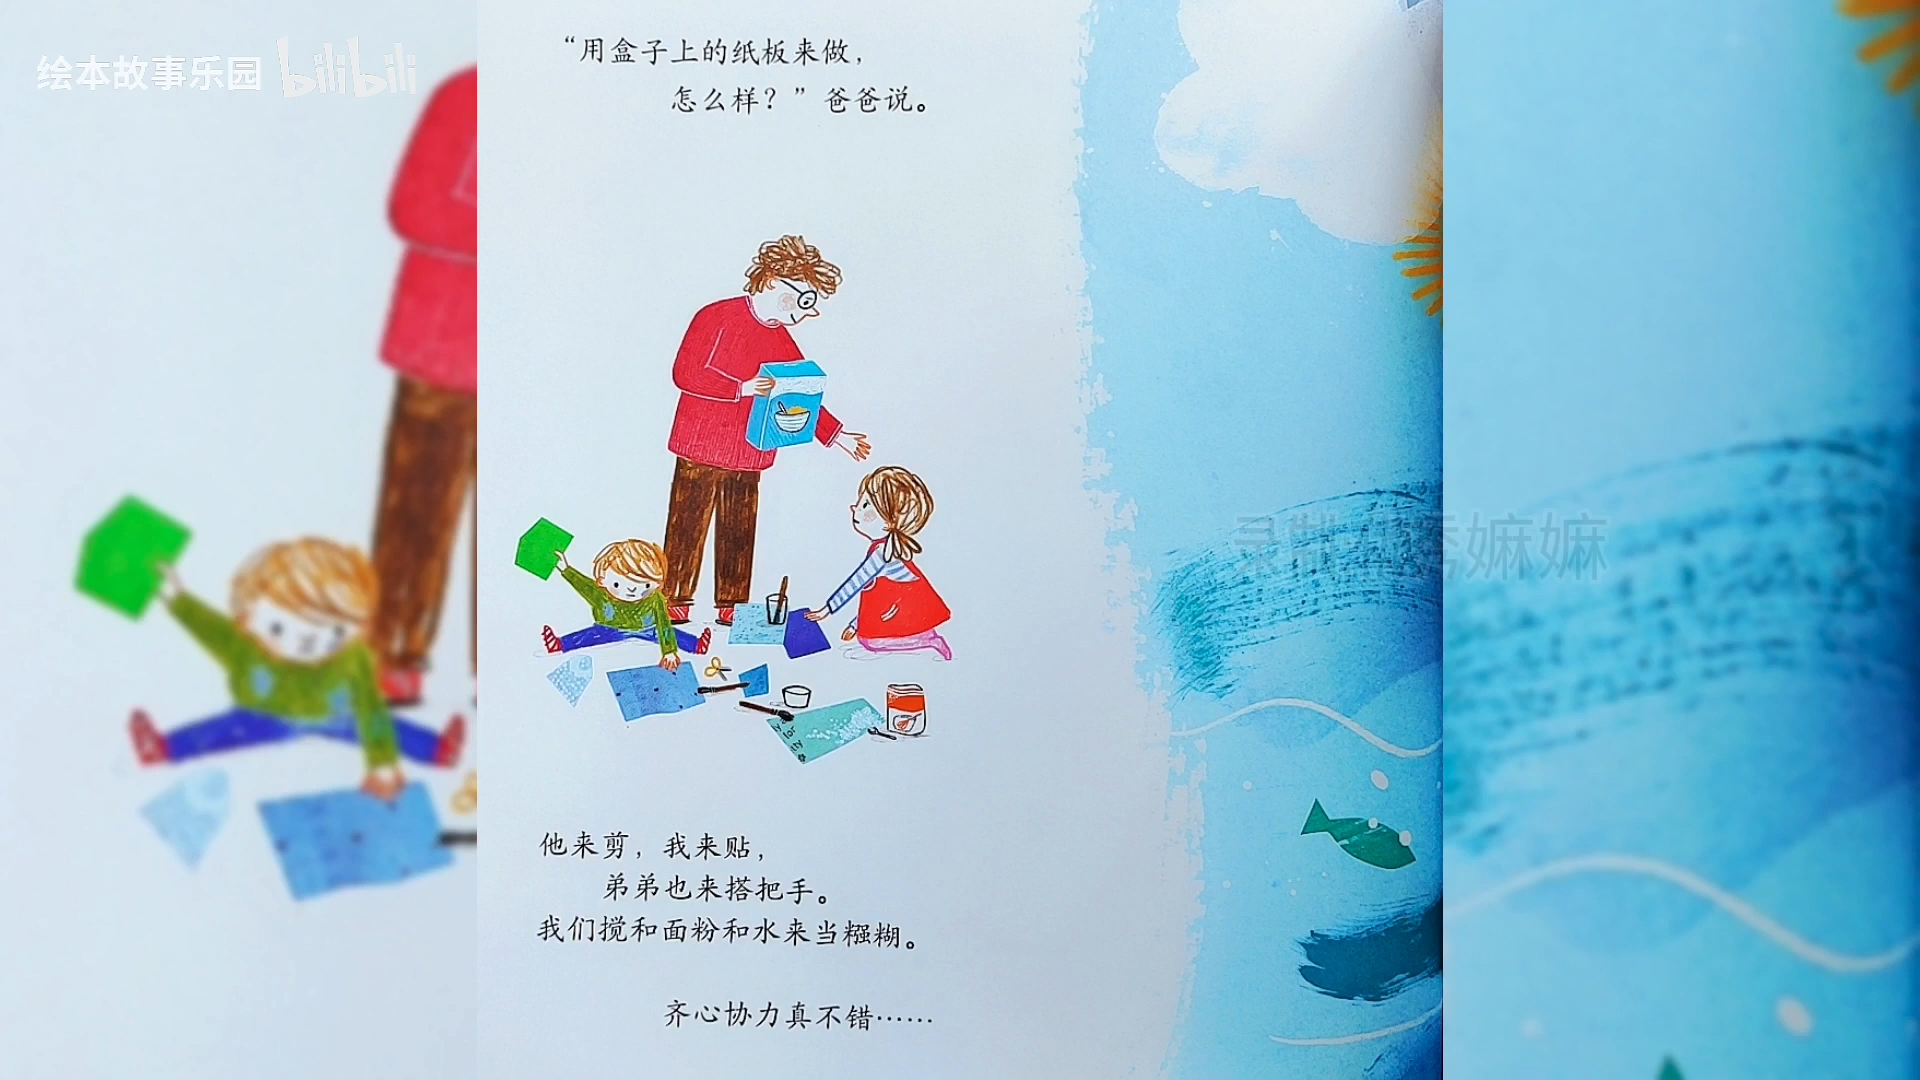 绘本故事乐园 bilibili
“用盒子上的纸板来做，
怎么样？”爸爸说。
他来剪，我来贴，
弟弟也来搭把手。
我们搅和面粉和水来当糨糊。
齐心协力真不错……